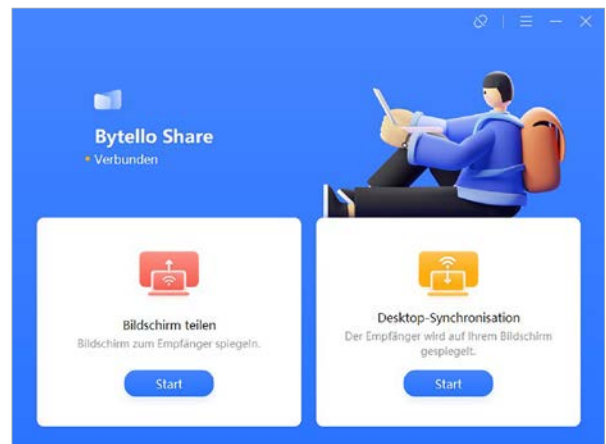 Bytello Share
Verbunden
Bildschirm teilen
Bildschirm zum Empfänger spiegeln.
Start
Desktop-Synchronisation
Der Empfänger wird auf Ihrem Bildschirm
gespiegelt.
Start